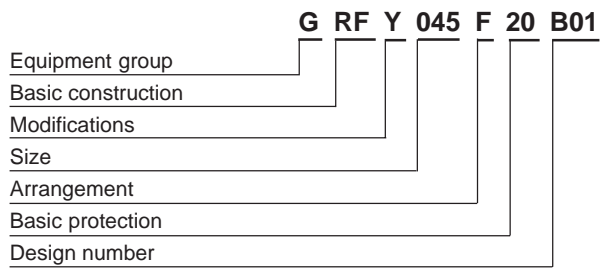 G RF Y 045 F 20 B01
Equipment group
Basic construction
Modifications
Size
Arrangement
Basic protection
Design number